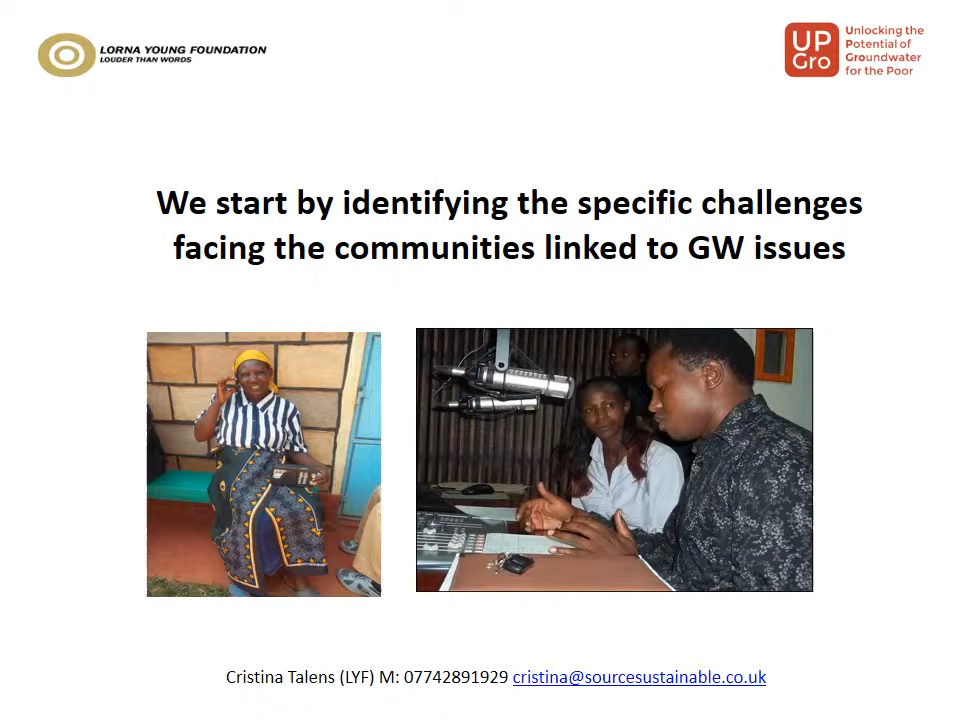 LORNA YOUNG FOUNDATION
LOUDER THAN WORDS
UP
Gro
Unlocking the
Potential of
Groundwater
for the Poor
We start by identifying the specific challenges
facing the communities linked to GW issues
Cristina Talens (LYF) M: 07742891929 cristina@sourcesustainable.co.uk